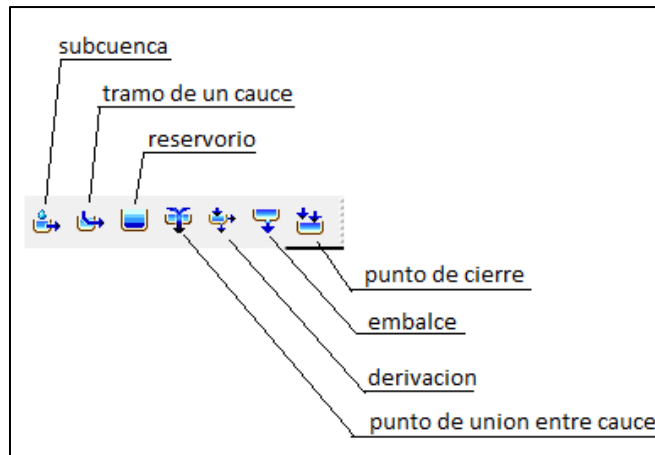 subcuenca
tramo de un cauce
reservorio
punto de cierre
embalce
derivacion
punto de union entre cauce